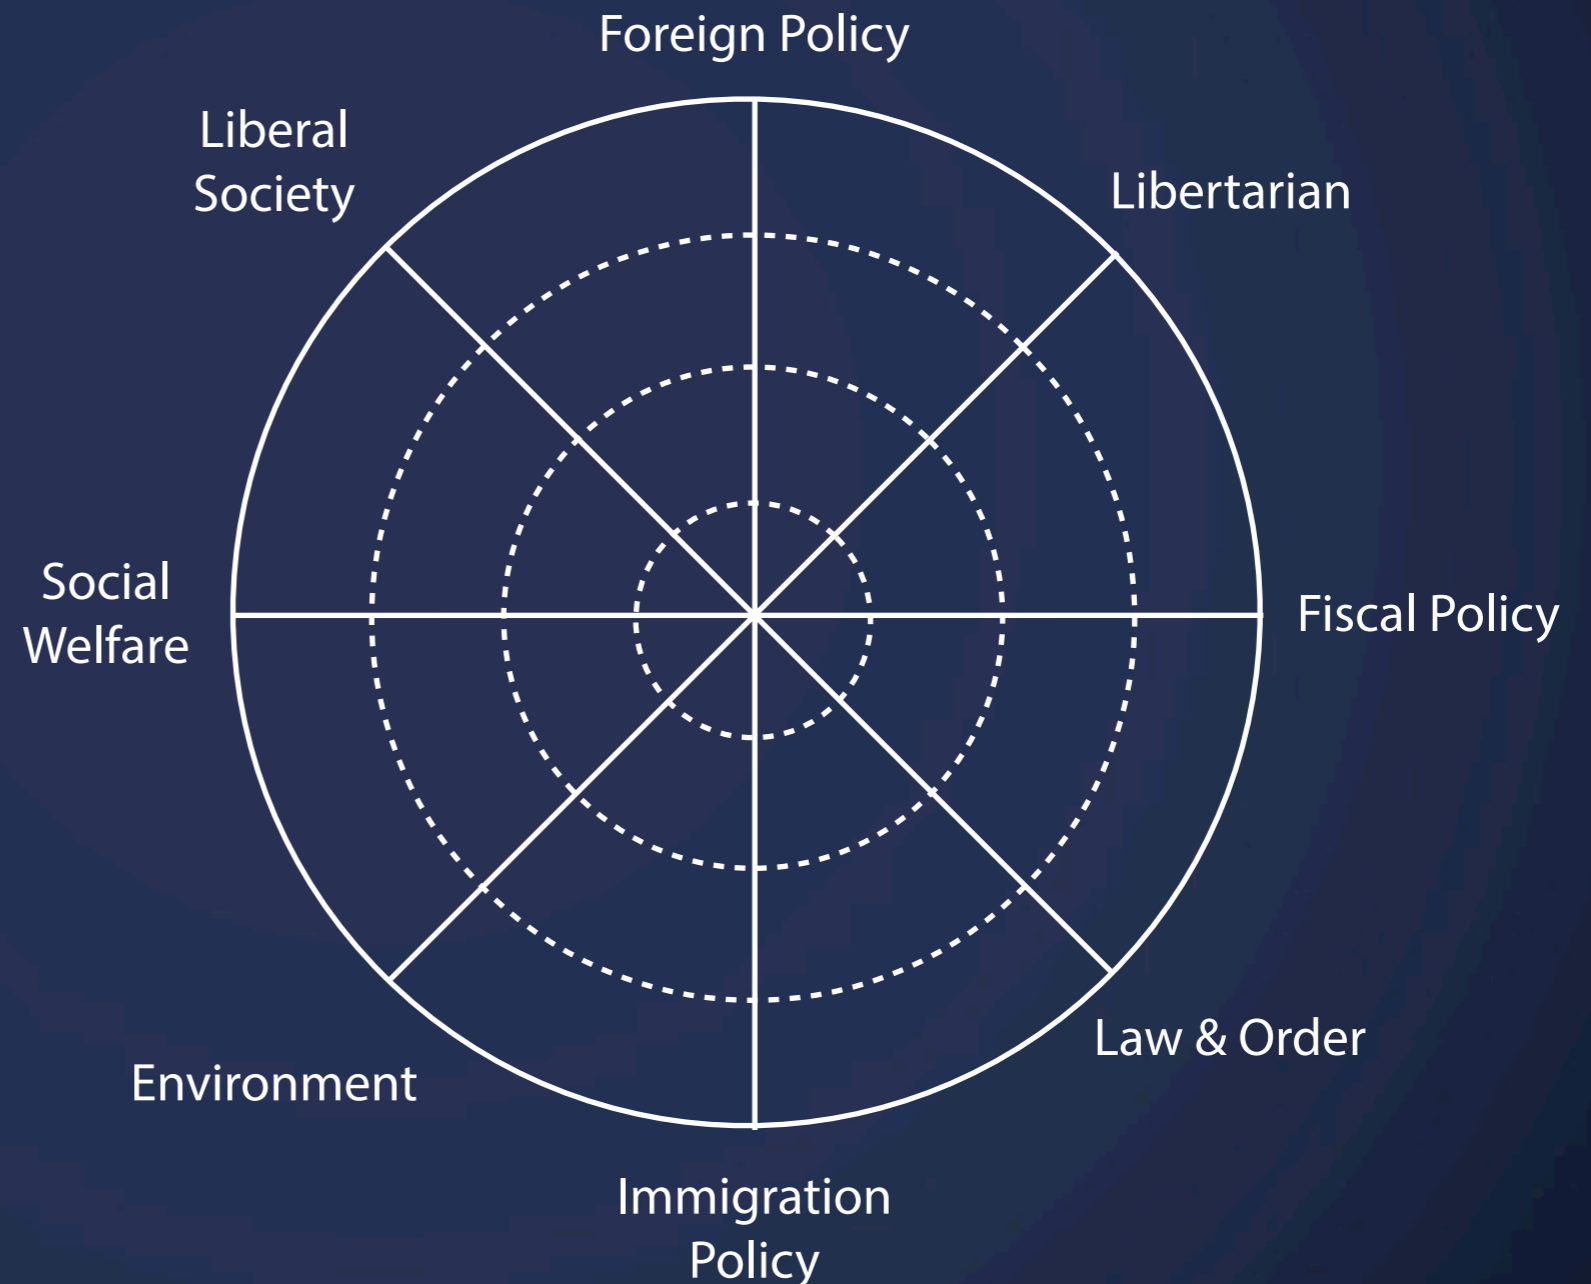 Foreign Policy
Liberal
Society
Libertarian
Social
Welfare
Fiscal Policy
Environment
Law & Order
Immigration
Policy